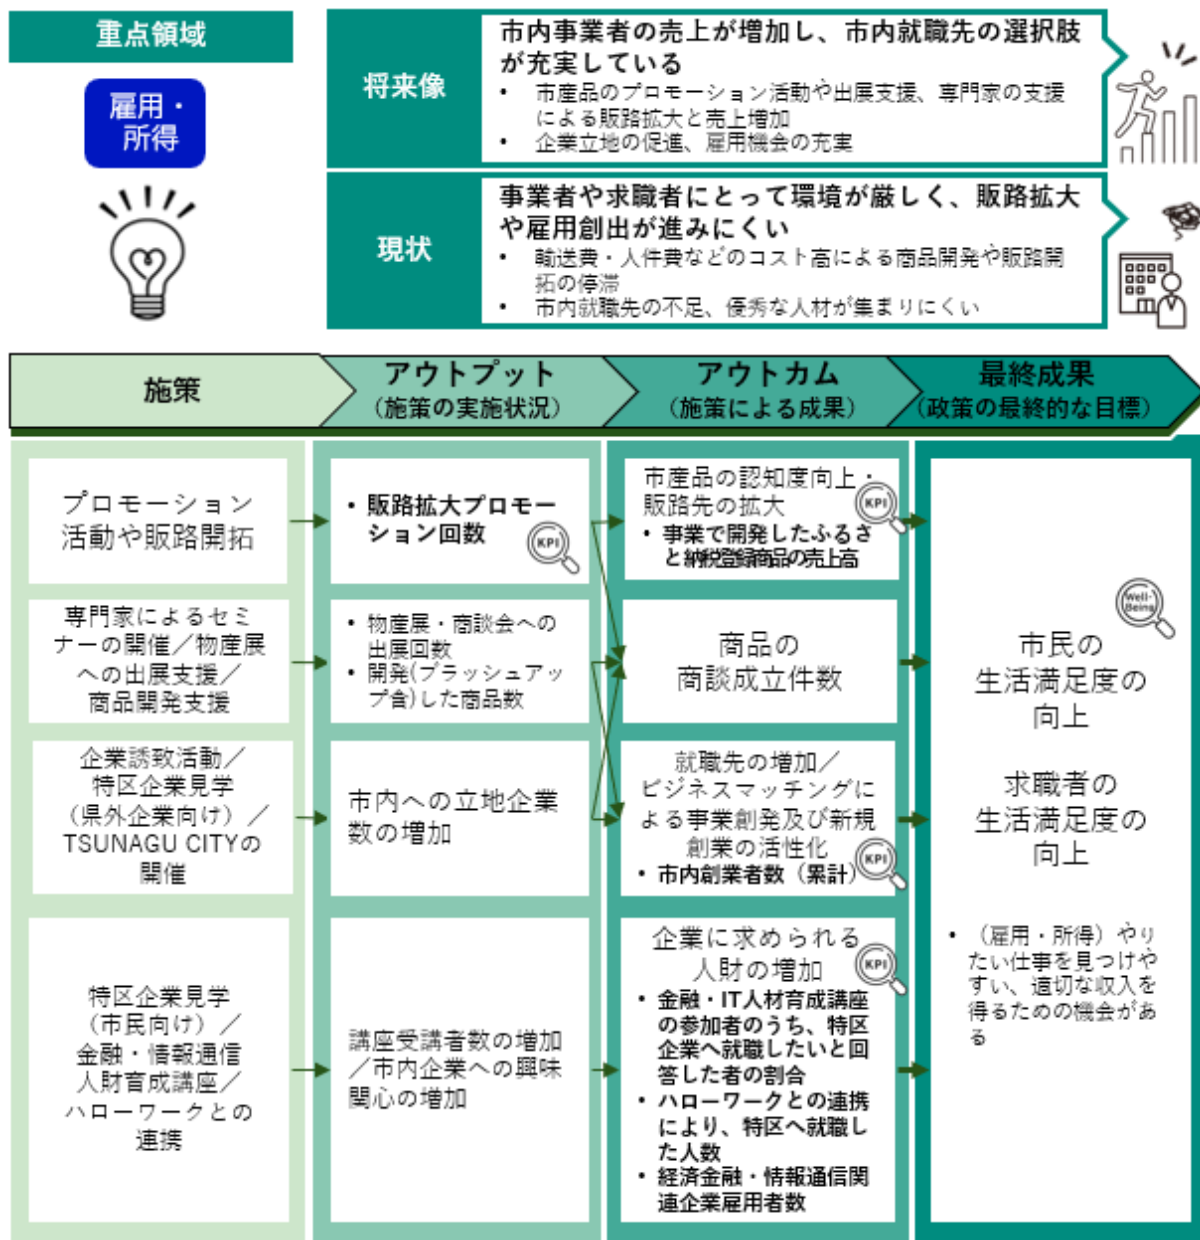 重点領域
雇用・
所得
将来像
市内事業者の売上が増加し、市内就職先の選択肢
が充実している
• 市産品のプロモーション活動や出展支援、専門家の支援
による販路拡大と売上増加
• 企業立地の促進、雇用機会の充実
現状
事業者や求職者にとって環境が厳しく、販路拡大
や雇用創出が進みにくい
• 輸送費・人件費などのコスト高による商品開発や販路開
拓の停滞
• 市内就職先の不足、優秀な人材が集まりにくい
施策
アウトプット
(施策の実施状況)
アウトカム
(施策による成果)
最終成果
(政策の最終的な目標)
プロモーション
活動や販路開拓
• 販路拡大プロモー
ション回数
KPI
市産品の認知度向上・
販路先の拡大
KPI
• 事業で開発したふるさ
と納税登録商品の売上高
専門家によるセミ
ナーの開催／物産展
への出展支援／
商品開発支援
• 物産展・商談会への
出展回数
• 開発(ブラッシュアッ
プ含)した商品数
商品の
商談成立件数
企業誘致活動／
特区企業見学
（県外企業向け）／
TSUNAGU CITYの
開催
市内への立地企業
数の増加
就職先の増加／
ビジネスマッチングに
よる事業創発及び新規
創業の活性化
• 市内創業者数（累計）
KPI
特区企業見学
（市民向け）／
金融・情報通信
人財育成講座／
ハローワークとの
連携
講座受講者数の増加
／市内企業への興味
関心の増加
企業に求められる
人財の増加
KPI
• 金融・IT人材育成講座
の参加者のうち、特区
企業へ就職したいと回
答した者の割合
• ハローワークとの連携
により、特区へ就職し
た人数
• 経済金融・情報通信関
連企業雇用者数
Well-
Being
市民の
生活満足度の
向上
求職者の
生活満足度の
向上
• （雇用・所得）やり
たい仕事を見つけや
すい、適切な収入を
得るための機会があ
る